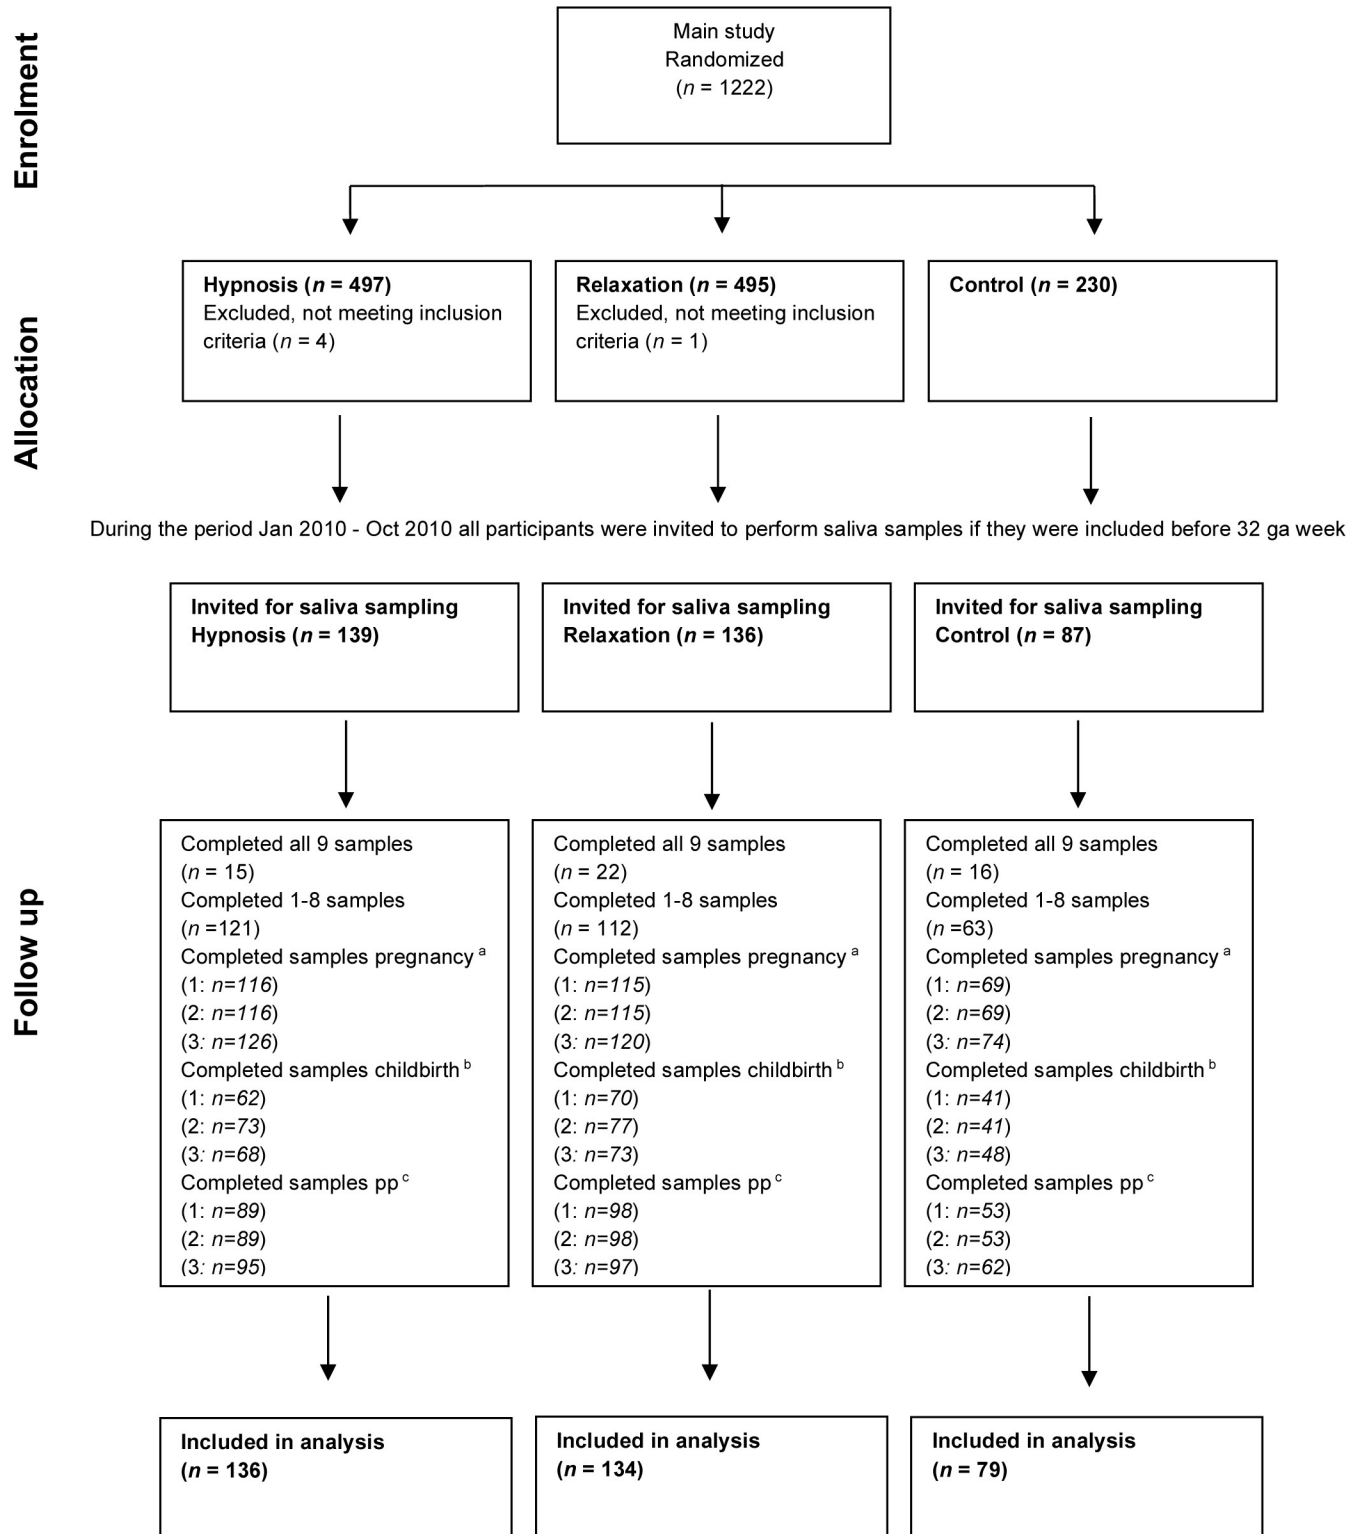 Enrolment
Main study
Randomized
(n = 1222)
Allocation
Hypnosis (n = 497)
Excluded, not meeting inclusion
criteria (n = 4)
Relaxation (n = 495)
Excluded, not meeting inclusion
criteria (n = 1)
Control (n = 230)
During the period Jan 2010 - Oct 2010 all participants were invited to perform saliva samples if they were included before 32 ga week
Invited for saliva sampling
Hypnosis (n = 139)
Invited for saliva sampling
Relaxation (n = 136)
Invited for saliva sampling
Control (n = 87)
Follow up
Completed all 9 samples
(n = 15)
Completed 1-8 samples
(n =121)
Completed samples pregnancy a
(1: n=116)
(2: n=116)
(3: n=126)
Completed samples childbirth b
(1: n=62)
(2: n=73)
(3: n=68)
Completed samples pp c
(1: n=89)
(2: n=89)
(3: n=95)
Completed all 9 samples
(n = 22)
Completed 1-8 samples
(n = 112)
Completed samples pregnancy a
(1: n=115)
(2: n=115)
(3: n=120)
Completed samples childbirth b
(1: n=70)
(2: n=77)
(3: n=73)
Completed samples pp c
(1: n=98)
(2: n=98)
(3: n=97)
Completed all 9 samples
(n = 16)
Completed 1-8 samples
(n =63)
Completed samples pregnancy a
(1: n=69)
(2: n=69)
(3: n=74)
Completed samples childbirth b
(1: n=41)
(2: n=41)
(3: n=48)
Completed samples pp c
(1: n=53)
(2: n=53)
(3: n=62)
Included in analysis
(n = 136)
Included in analysis
(n = 134)
Included in analysis
(n = 79)